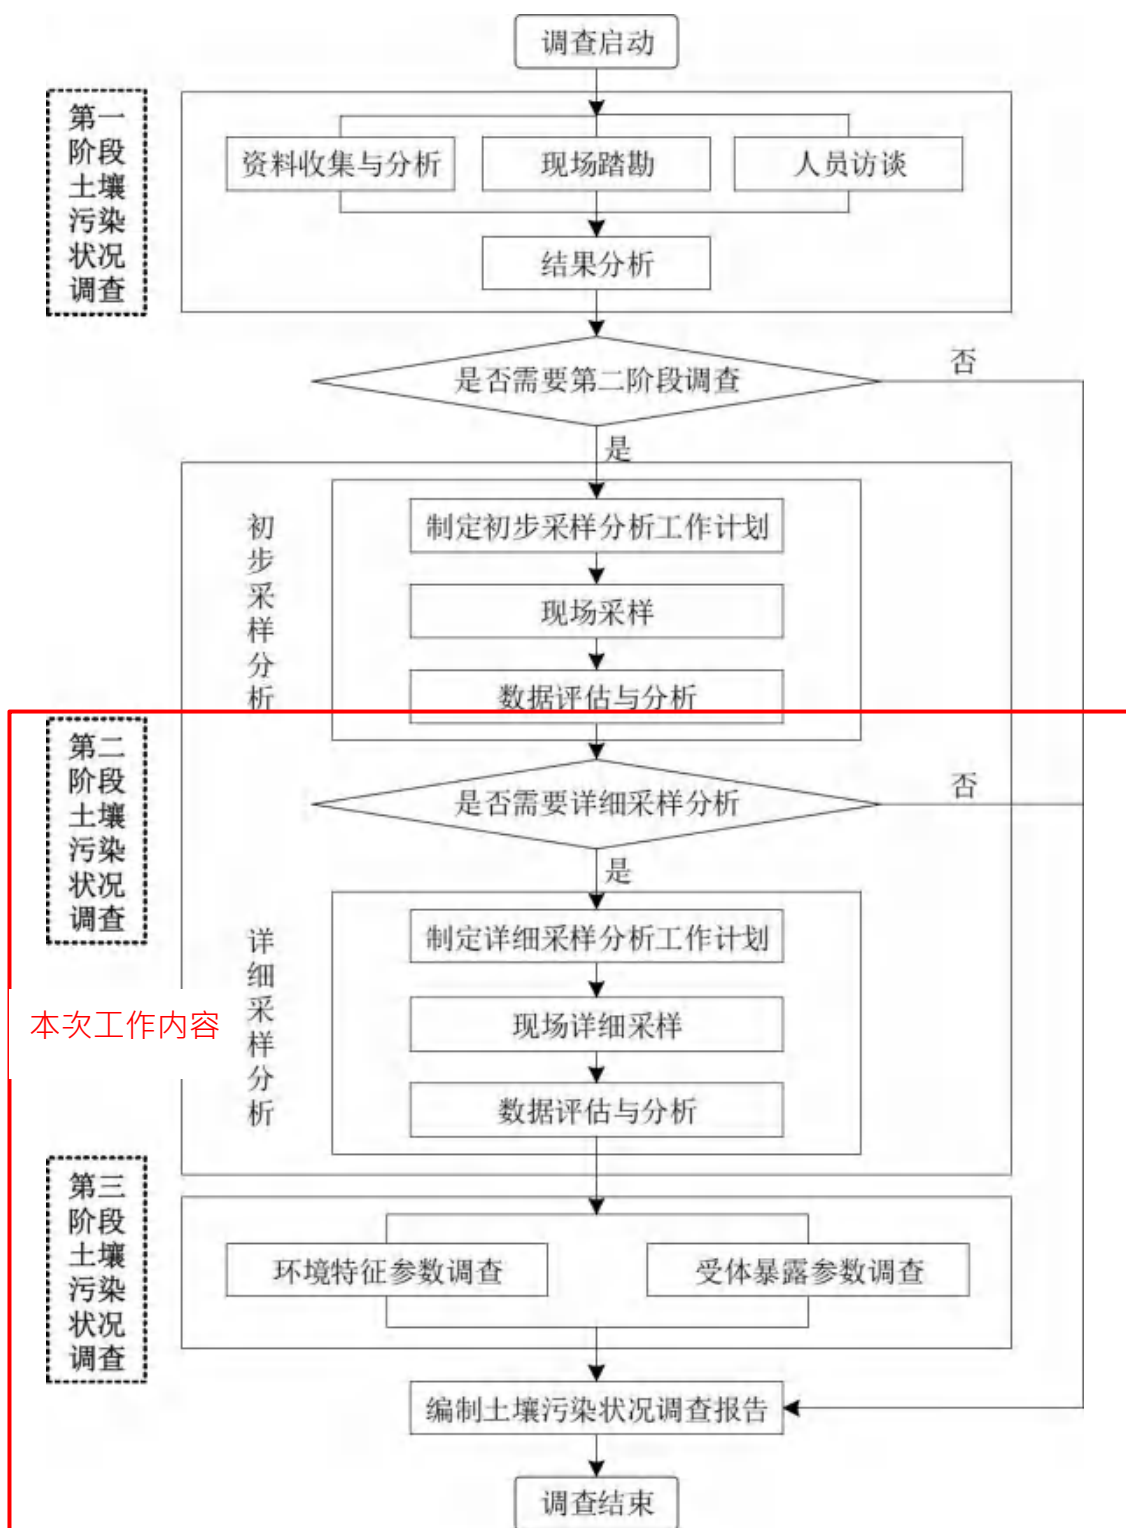 调查启动
第一
阶段
土壤
污染
状况
调查
资料收集与分析
现场踏勘
人员访谈
结果分析
是否需要第二阶段调查
否
是
初步采样分析
制定初步采样分析工作计划
现场采样
数据评估与分析
第二
阶段
土壤
污染
状况
调查
是否需要详细采样分析
否
是
详细采样分析
制定详细采样分析工作计划
现场详细采样
数据评估与分析
本次工作内容
第三
阶段
土壤
污染
状况
调查
环境特征参数调查
受体暴露参数调查
编制土壤污染状况调查报告
调查结束